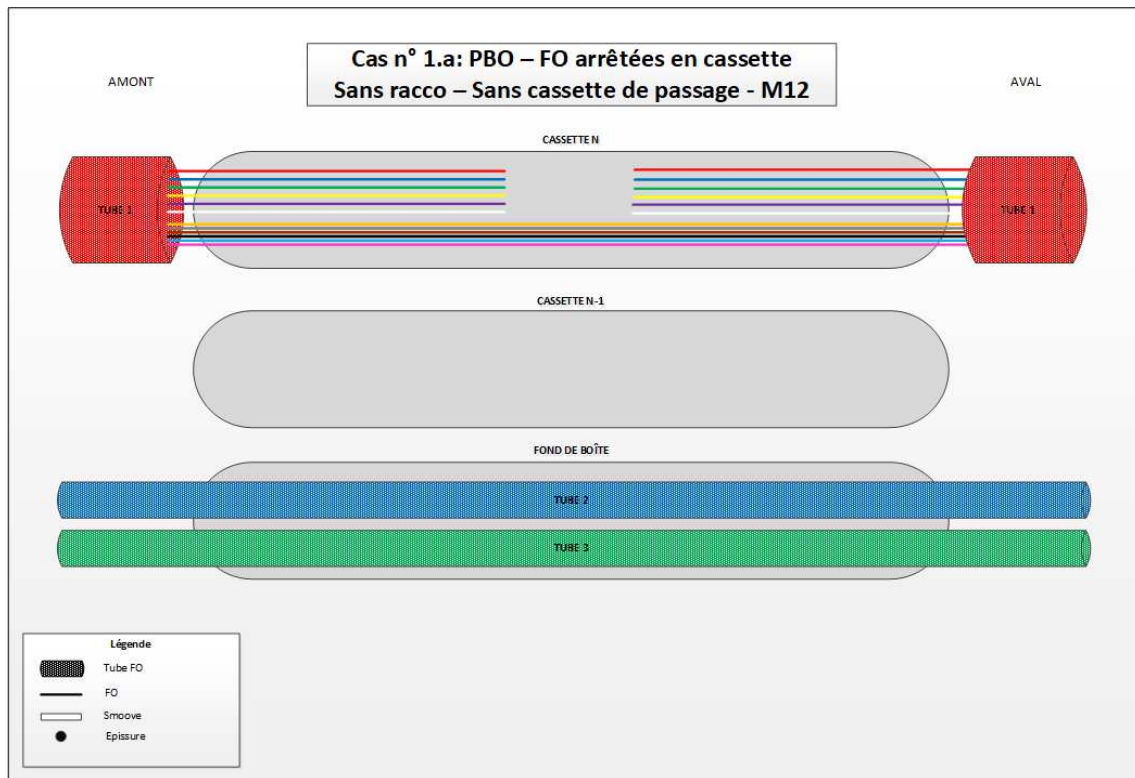 Cas n° 1.a: PBO – FO arrêtées en cassette
Sans racco – Sans cassette de passage - M12
AMONT
AVAL
CASSETTE N
TUBE 1
TUBE 1
CASSETTE N-1
FOND DE BOÎTE
TUBE 2
TUBE 3
Légende
Tube FO
FO
Smoove
Epissure